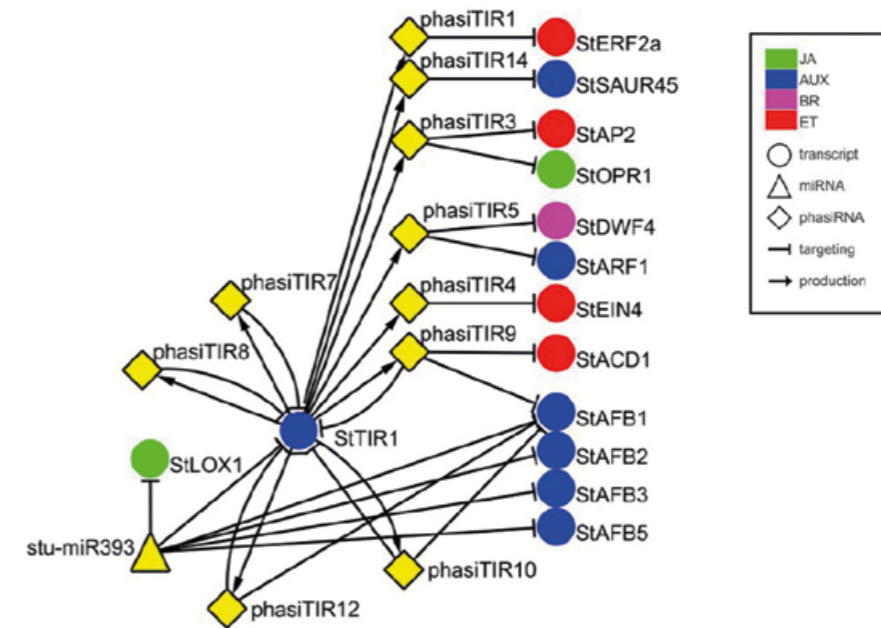 phasiTIR1
StERF2a
phasiTIR14
StSAUR45
phasiTIR3
StAP2
StOPR1
phasiTIR5
StDWF4
StARF1
phasiTIR7
phasiTIR4
StEIN4
phasiTIR8
phasiTIR9
StACD1
StAFB1
StTIR1
StAFB2
StLOX1
StAFB3
StAFB5
stu-miR393
phasiTIR10
phasiTIR12
JA
AUX
BR
ET
transcript
miRNA
phasiRNA
targeting
production